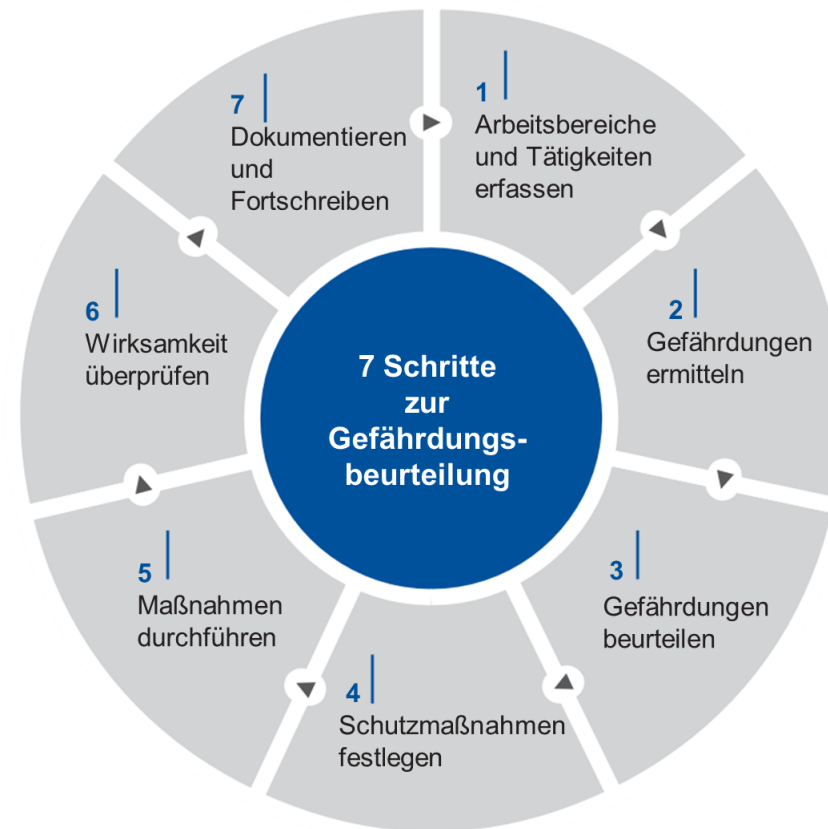 7 Schritte
zur
Gefährdungs-
beurteilung
1
Arbeitsbereiche
und Tätigkeiten
erfassen
2
Gefährdungen
ermitteln
3
Gefährdungen
beurteilen
4
Schutzmaßnahmen
festlegen
5
Maßnahmen
durchführen
6
Wirksamkeit
überprüfen
7
Dokumentieren
und
Fortschreiben